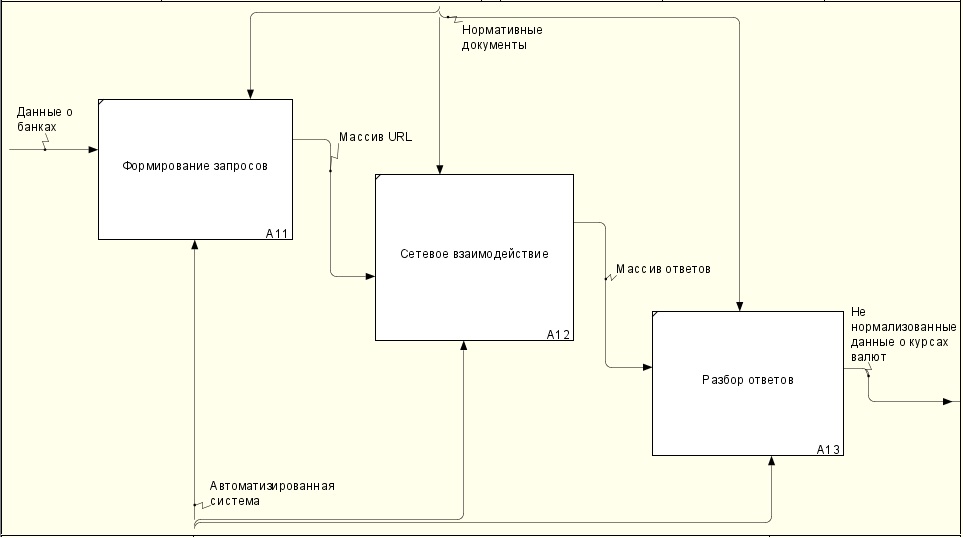 Нормативные
документы
Данные о
банках
Массив URL
Формирование запросов
A11
Сетевое взаимодействие
Массив ответов
A12
Не
нормализованные
данные о курсах
валют
Разбор ответов
A13
Автоматизированная
система